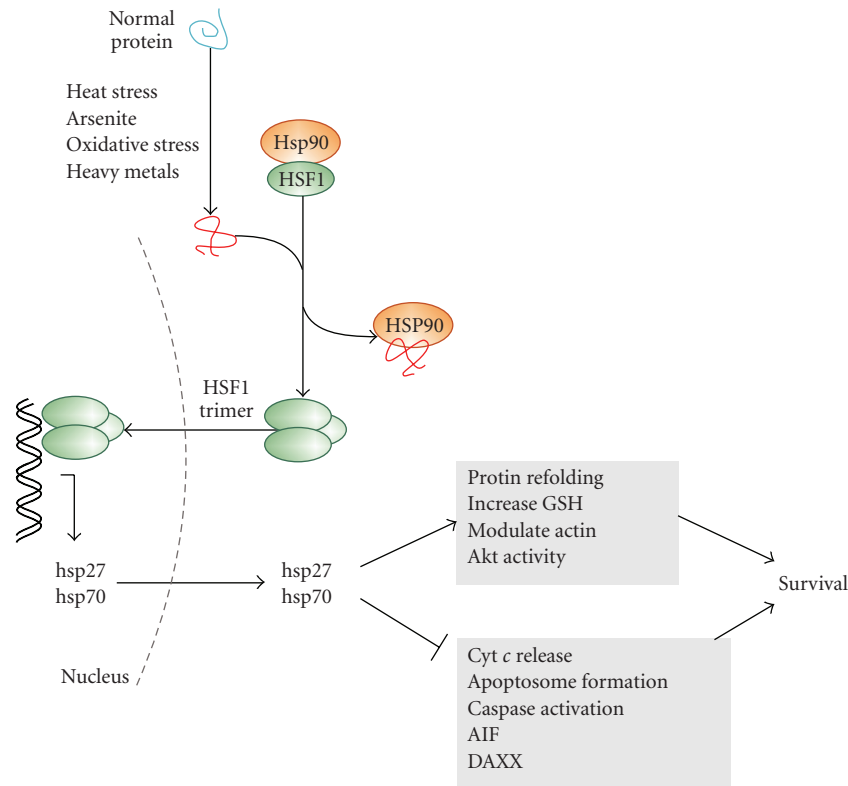 Normal
protein
Heat stress
Arsenite
Oxidative stress
Heavy metals
Hsp90
HSF1
HSP90
HSF1
trimer
Protin refolding
Increase GSH
Modulate actin
Akt activity
hsp27
hsp70
hsp27
hsp70
Survival
Cyt c release
Apoptosome formation
Caspase activation
AIF
DAXX
Nucleus